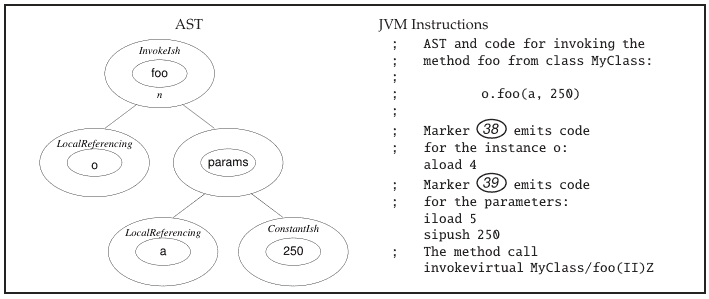 AST
InvokeIsh
foo
n
LocalReferencing
o
params
LocalReferencing
a
ConstantIsh
250
JVM Instructions
; AST and code for invoking the
; method foo from class MyClass:
;
; o.foo(a, 250)
;
; Marker 38 emits code
; for the instance o:
aload 4
; Marker 39 emits code
; for the parameters:
iload 5
sipush 250
; The method call
invokevirtual MyClass/foo(II)Z